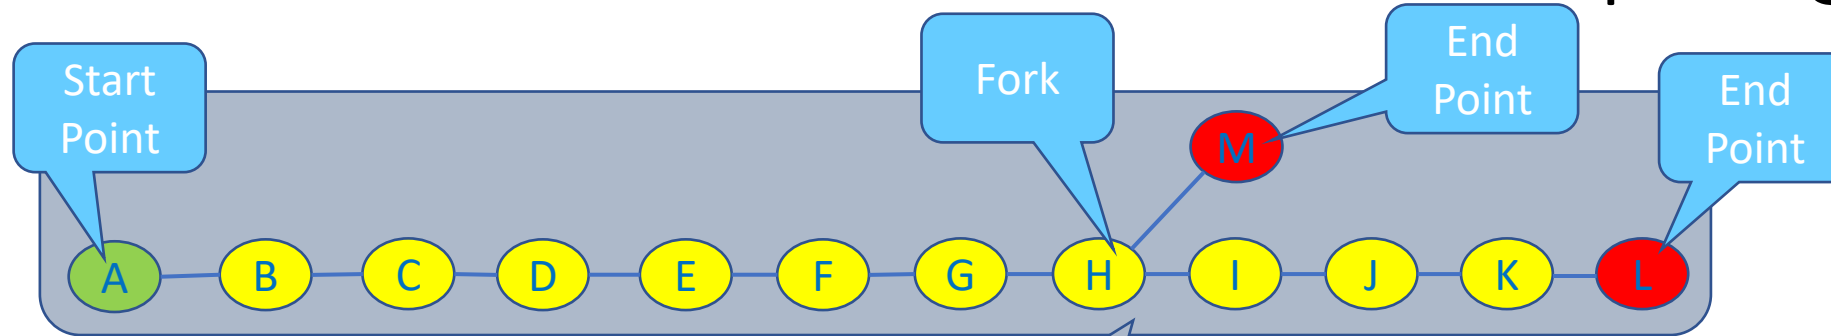 Start
Point
Fork
End
Point
End
Point
M
A B C D E F G H I J K L